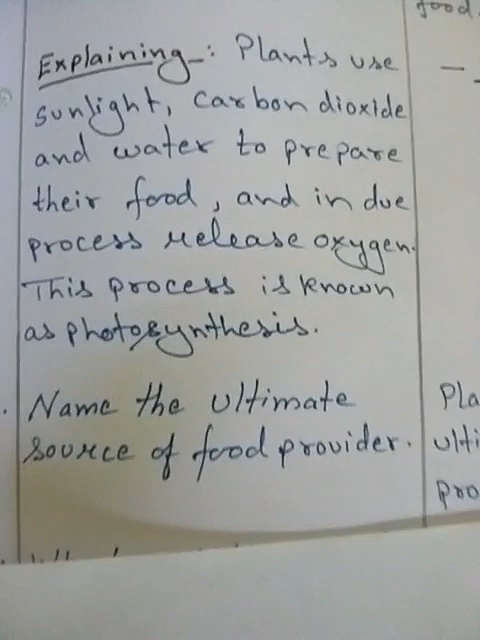 food.
Explaining :- Plants use
sunlight, carbon dioxide
and water to prepare
their food, and in due
process release oxygen.
This process is known
as photosynthesis.
Name the ultimate
source of food provider.
Pla
ulti
pro